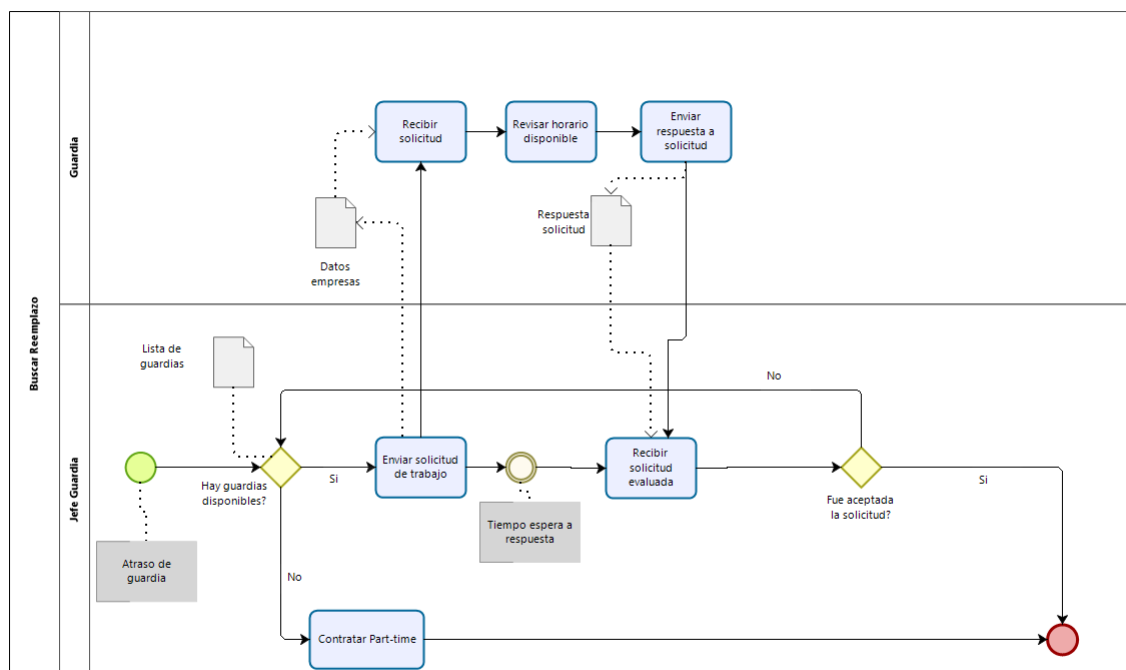 Buscar Reemplazo
Guardia
Recibir
solicitud
Revisar horario
disponible
Enviar
respuesta a
solicitud
Datos
empresas
Respuesta
solicitud
Jefe Guardia
Lista de
guardias
Hay guardias
disponibles?
Si
No
Enviar solicitud
de trabajo
Tiempo espera a
respuesta
Recibir
solicitud
evaluada
No
Fue aceptada
la solicitud?
Si
Atraso de
guardia
Contratar Part-time